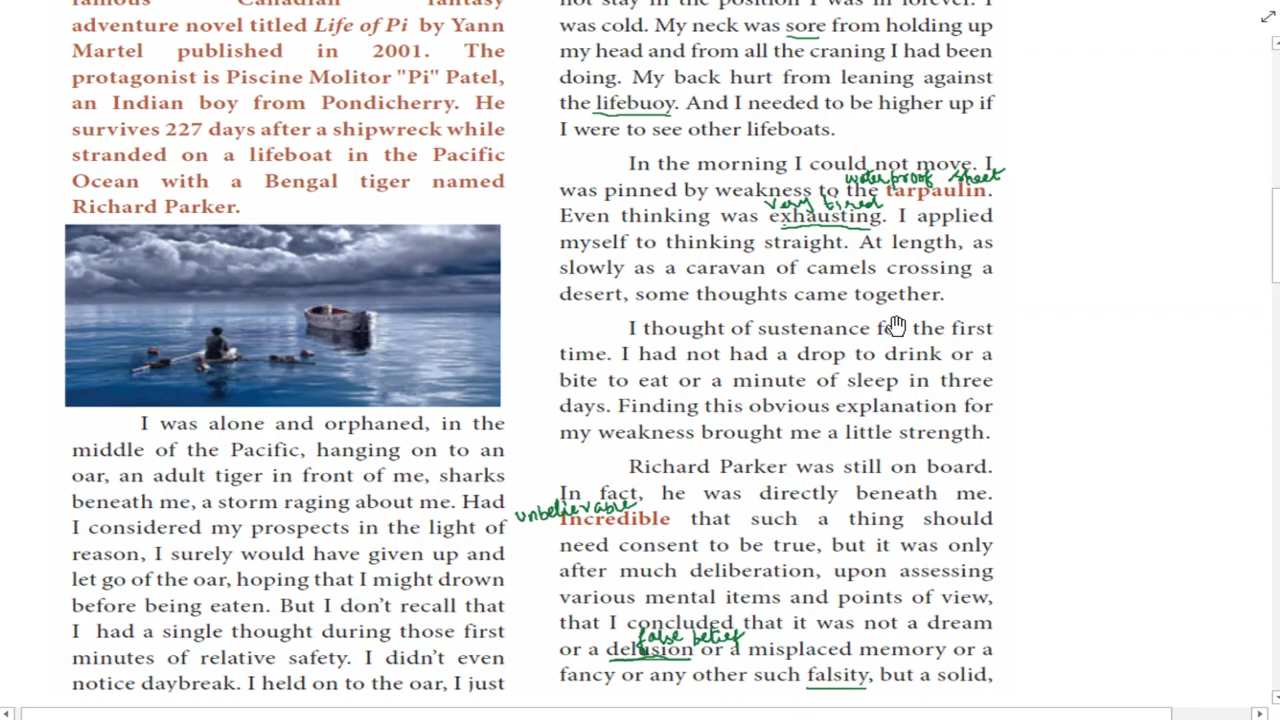 famous Canadian fantasy
adventure novel titled Life of Pi by Yann
Martel published in 2001. The
protagonist is Piscine Molitor "Pi" Patel,
an Indian boy from Pondicherry. He
survives 227 days after a shipwreck while
stranded on a lifeboat in the Pacific
Ocean with a Bengal tiger named
Richard Parker.
I was alone and orphaned, in the
middle of the Pacific, hanging on to an
oar, an adult tiger in front of me, sharks
beneath me, a storm raging about me. Had
I considered my prospects in the light of
reason, I surely would have given up and
let go of the oar, hoping that I might drown
before being eaten. But I don't recall that
I had a single thought during those first
minutes of relative safety. I didn't even
notice daybreak. I held on to the oar, I just
not stay in the position I was in forever. I
was cold. My neck was sore from holding up
my head and from all the craning I had been
doing. My back hurt from leaning against
the lifebuoy. And I needed to be higher up if
I were to see other lifeboats.
In the morning I could not move. I
waterproof sheet
was pinned by weakness to the tarpaulin.
very tired
Even thinking was exhausting. I applied
myself to thinking straight. At length, as
slowly as a caravan of camels crossing a
desert, some thoughts came together.
I thought of sustenance for the first
time. I had not had a drop to drink or a
bite to eat or a minute of sleep in three
days. Finding this obvious explanation for
my weakness brought me a little strength.
Richard Parker was still on board.
In fact, he was directly beneath me.
unbelievable
Incredible that such a thing should
need consent to be true, but it was only
after much deliberation, upon assessing
various mental items and points of view,
that I concluded that it was not a dream
false belief
or a delusion or a misplaced memory or a
fancy or any other such falsity, but a solid,